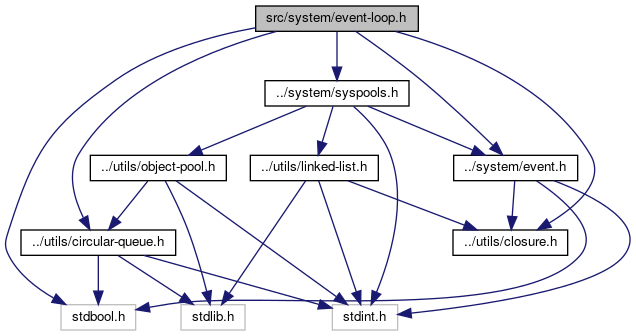 src/system/event-loop.h
../system/syspools.h
../utils/object-pool.h
../utils/linked-list.h
../system/event.h
../utils/circular-queue.h
../utils/closure.h
stdbool.h
stdlib.h
stdint.h